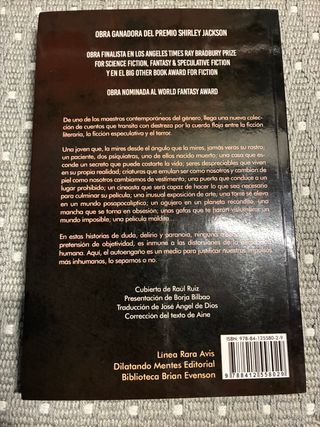 OBRA GANADORA DEL PREMIO SHIRLEY JACKSON
OBRA FINALISTA EN LOS ANGELES TIMES RAY BRADBURY PRIZE
FOR SCIENCE FICTION, FANTASY & SPECULATIVE FICTION
Y EN EL BIG OTHER BOOK AWARD FOR FICTION
OBRA NOMINADA AL WORLD FANTASY AWARD
De uno de los maestros contemporáneos del género, llega una nueva colección
de cuentos que transita con destreza por la cuerda floja entre la ficción
literaria, la ficción especulativa y el terror.
Una joven que, la mires desde el ángulo que la mires, jamás veras su rostro;
un paciente, dos psiquiatras, uno de ellos nacido muerto; una casa que esconde
un secreto que puede costarte la vida; seres despreciables que viven
en su propia realidad; criaturas que emulan ser como nosotros y cambian de
piel como nosotros cambiamos de vestimenta; una puerta que conduce a un
lugar prohibido; un cineasta que será capaz de hacer lo que sea necesario
para culminar su película; una inusual exposición de arte; una torre se eleva
en un mundo posapocalíptico; un agujero en un planeta recóndito; una
mancha que se torna en obsesión; unas gafas que te harán vislumbrar un
mundo imposible; una película maldita
En estas historias de duda, delirio y paranoia, ninguna
pretensión de objetividad, es inmune a las distorsiones de la
humana. Aquí, el autoengaño es un medio para justificar nuestros impulsos
más inhumanos, lo sepamos o no.
Cubierta de Raúl Ruiz
Presentación de Borja Bilbao
Traducción de José Ángel de Dios
Corrección del texto de Aine
Linea Rara Avis
Dilatando Mentes Editorial
Biblioteca Brian Evenson
ISBN: 978-84-125580-2-9
9 788412 558029